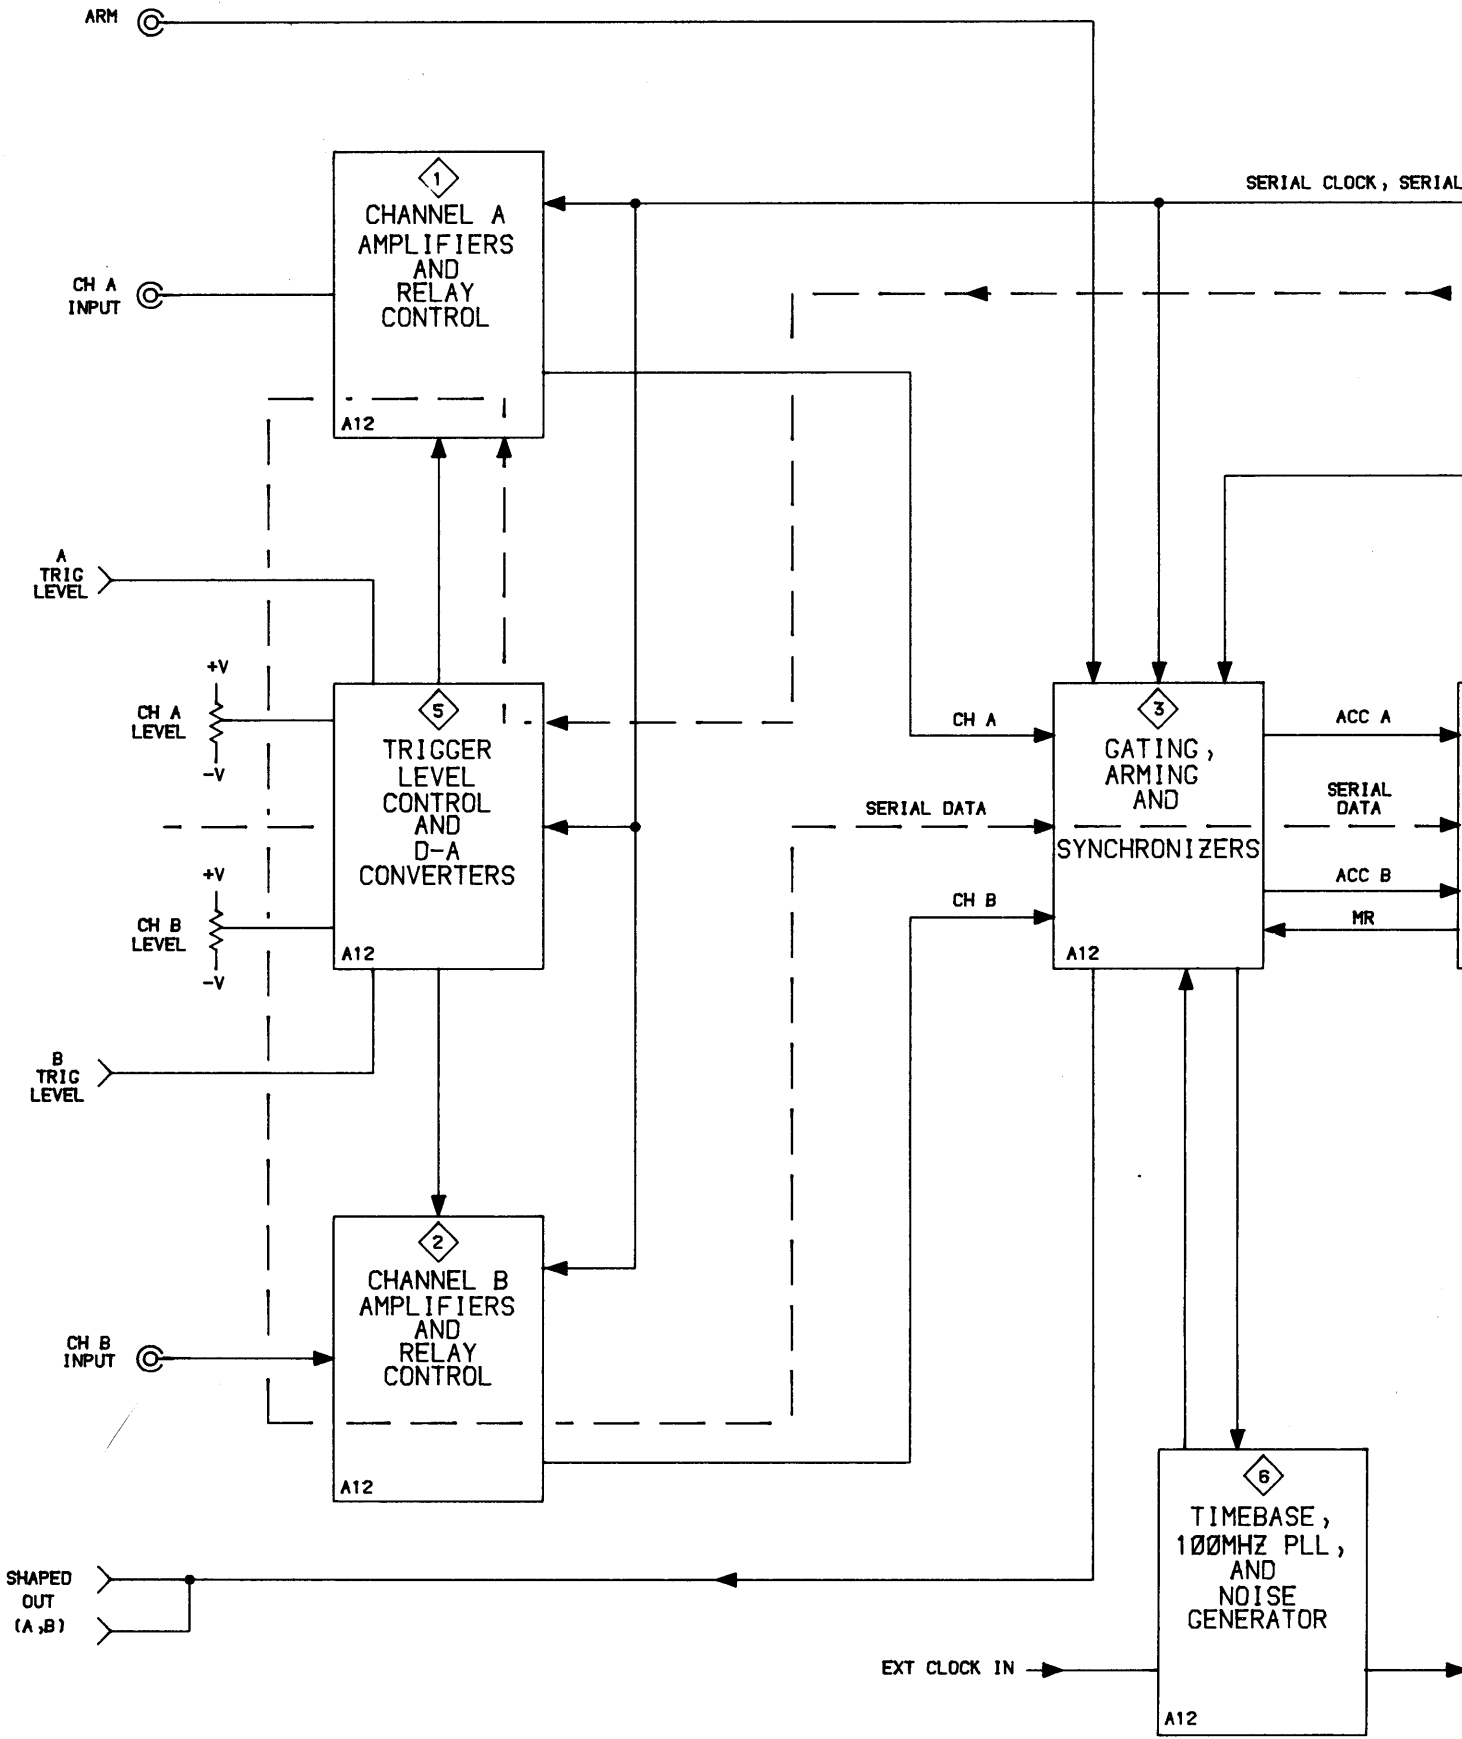 ARM
SERIAL CLOCK, SERIAL
1
CHANNEL A
AMPLIFIERS
AND
RELAY
CONTROL
A12
CH A
INPUT
A
TRIG
LEVEL
+V
CH A
LEVEL
-V
5
TRIGGER
LEVEL
CONTROL
AND
D-A
CONVERTERS
A12
+V
CH B
LEVEL
-V
B
TRIG
LEVEL
CH A
SERIAL DATA
CH B
3
GATING,
ARMING
AND
SYNCHRONIZERS
A12
ACC A
SERIAL
DATA
ACC B
MR
2
CHANNEL B
AMPLIFIERS
AND
RELAY
CONTROL
A12
CH B
INPUT
SHAPED
OUT
(A,B)
6
TIMEBASE,
100MHZ PLL,
AND
NOISE
GENERATOR
A12
EXT CLOCK IN